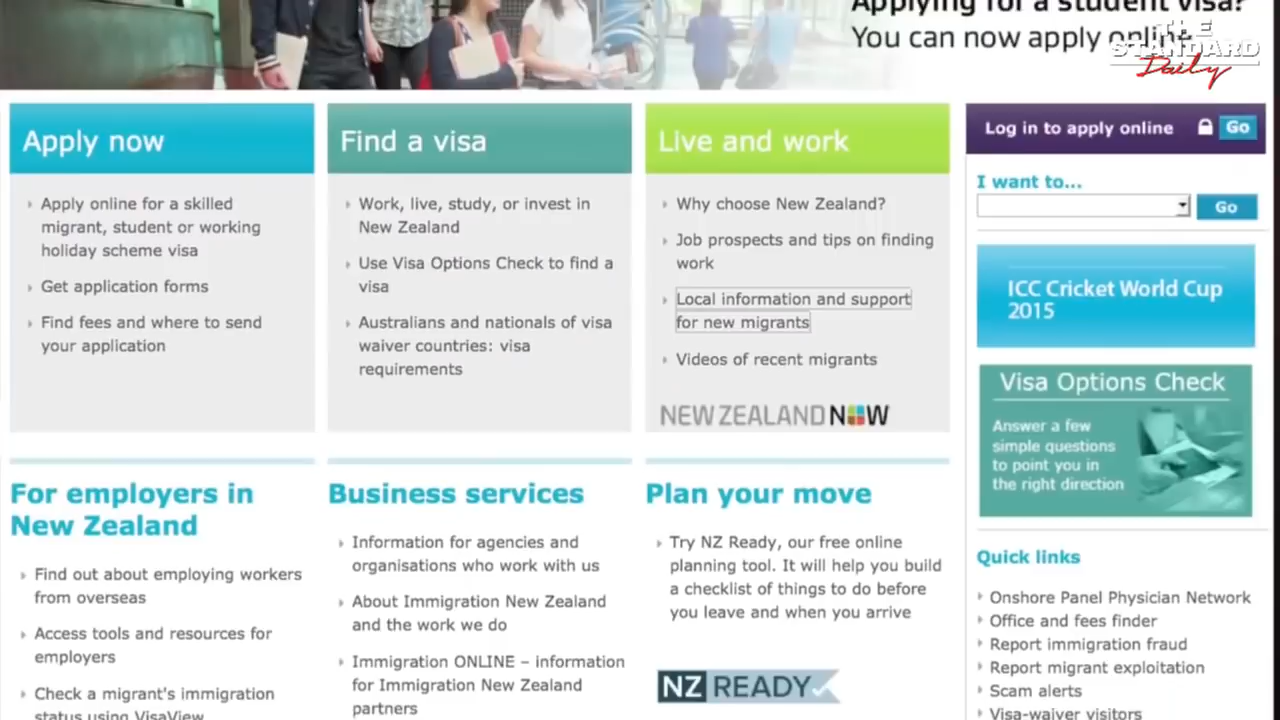 Applying for a student visa?
You can now apply online
THE
STANDARD
Daily
Apply now
Apply online for a skilled
migrant, student or working
holiday scheme visa
Get application forms
Find fees and where to send
your application
Find a visa
Work, live, study, or invest in
New Zealand
Use Visa Options Check to find a
visa
Australians and nationals of visa
waiver countries: visa
requirements
Live and work
Why choose New Zealand?
Job prospects and tips on finding
work
Local information and support
for new migrants
Videos of recent migrants
NEW ZEALAND NOW
Log in to apply online
Go
I want to...
Go
ICC Cricket World Cup
2015
Visa Options Check
Answer a few
simple questions
to point you in
the right direction
For employers in
New Zealand
Find out about employing workers
from overseas
Access tools and resources for
employers
Check a migrant's immigration
status using VisaView
Business services
Information for agencies and
organisations who work with us
About Immigration New Zealand
and the work we do
Immigration ONLINE – information
for Immigration New Zealand
partners
Plan your move
Try NZ Ready, our free online
planning tool. It will help you build
a checklist of things to do before
you leave and when you arrive
NZ READY
Quick links
Onshore Panel Physician Network
Office and fees finder
Report immigration fraud
Report migrant exploitation
Scam alerts
Visa-waiver visitors